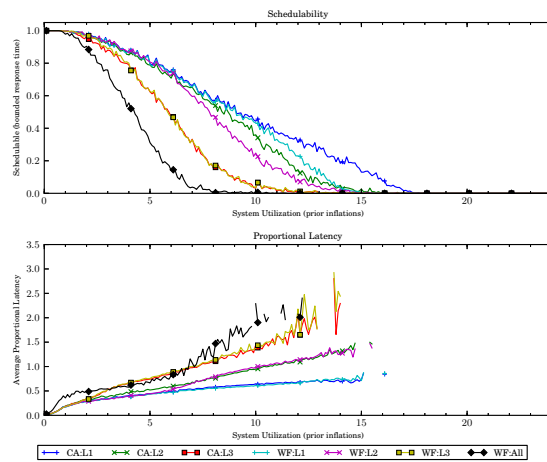 Schedulability
Schedulable (bounded response time)
1.0
0.8
0.6
0.4
0.2
0.0
0 5 10 15 20
System Utilization (prior inflations)
Proportional Latency
Average Proportional Latency
3.5
3.0
2.5
2.0
1.5
1.0
0.5
0.0
0 5 10 15 20
System Utilization (prior inflations)
CA:L1 CA:L2 CA:L3 WF:L1 WF:L2 WF:L3 WF:All